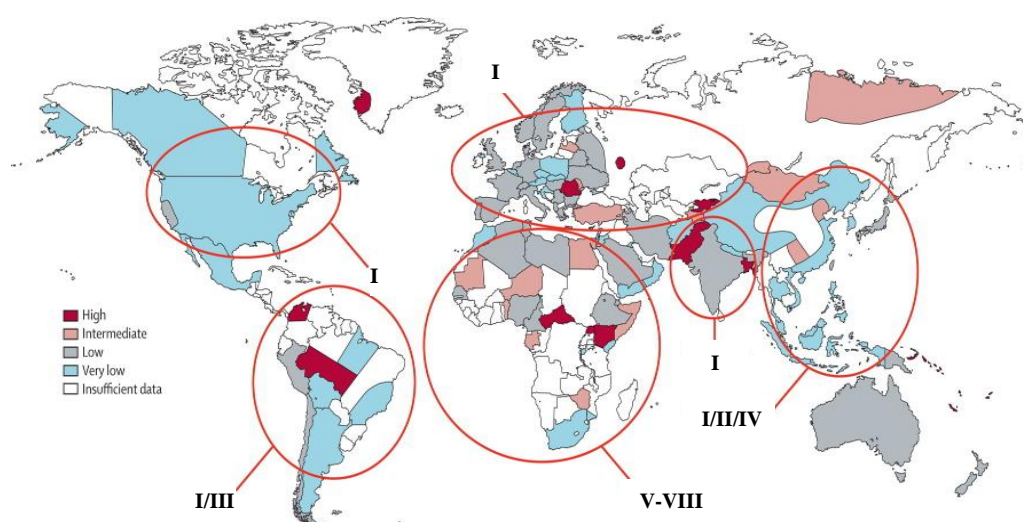 I
I
High
Intermediate
Low
Very low
Insufficient data
I
I/II/IV
I/III
V-VIII